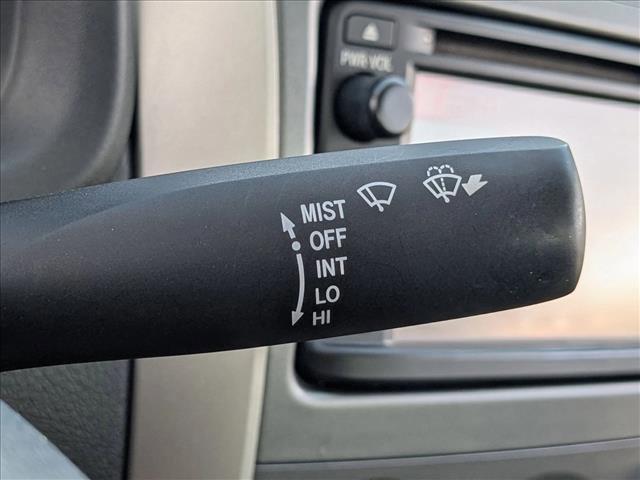 PWR·VOL
MIST
OFF
INT
LO
HI